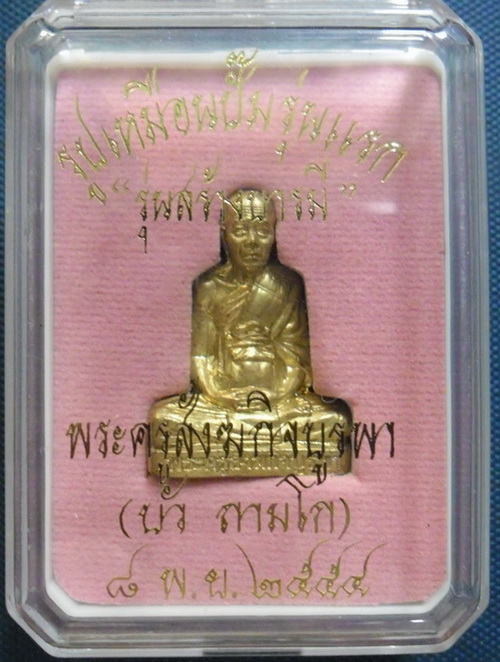 รูปเหมือนปั๊มรุ่นแรก
"รุ่นสร้างบารมี"
พระครูสังฆกิจบูรพา
(บัว ถามโก)
๘ พ.ย. ๒๕๕๔